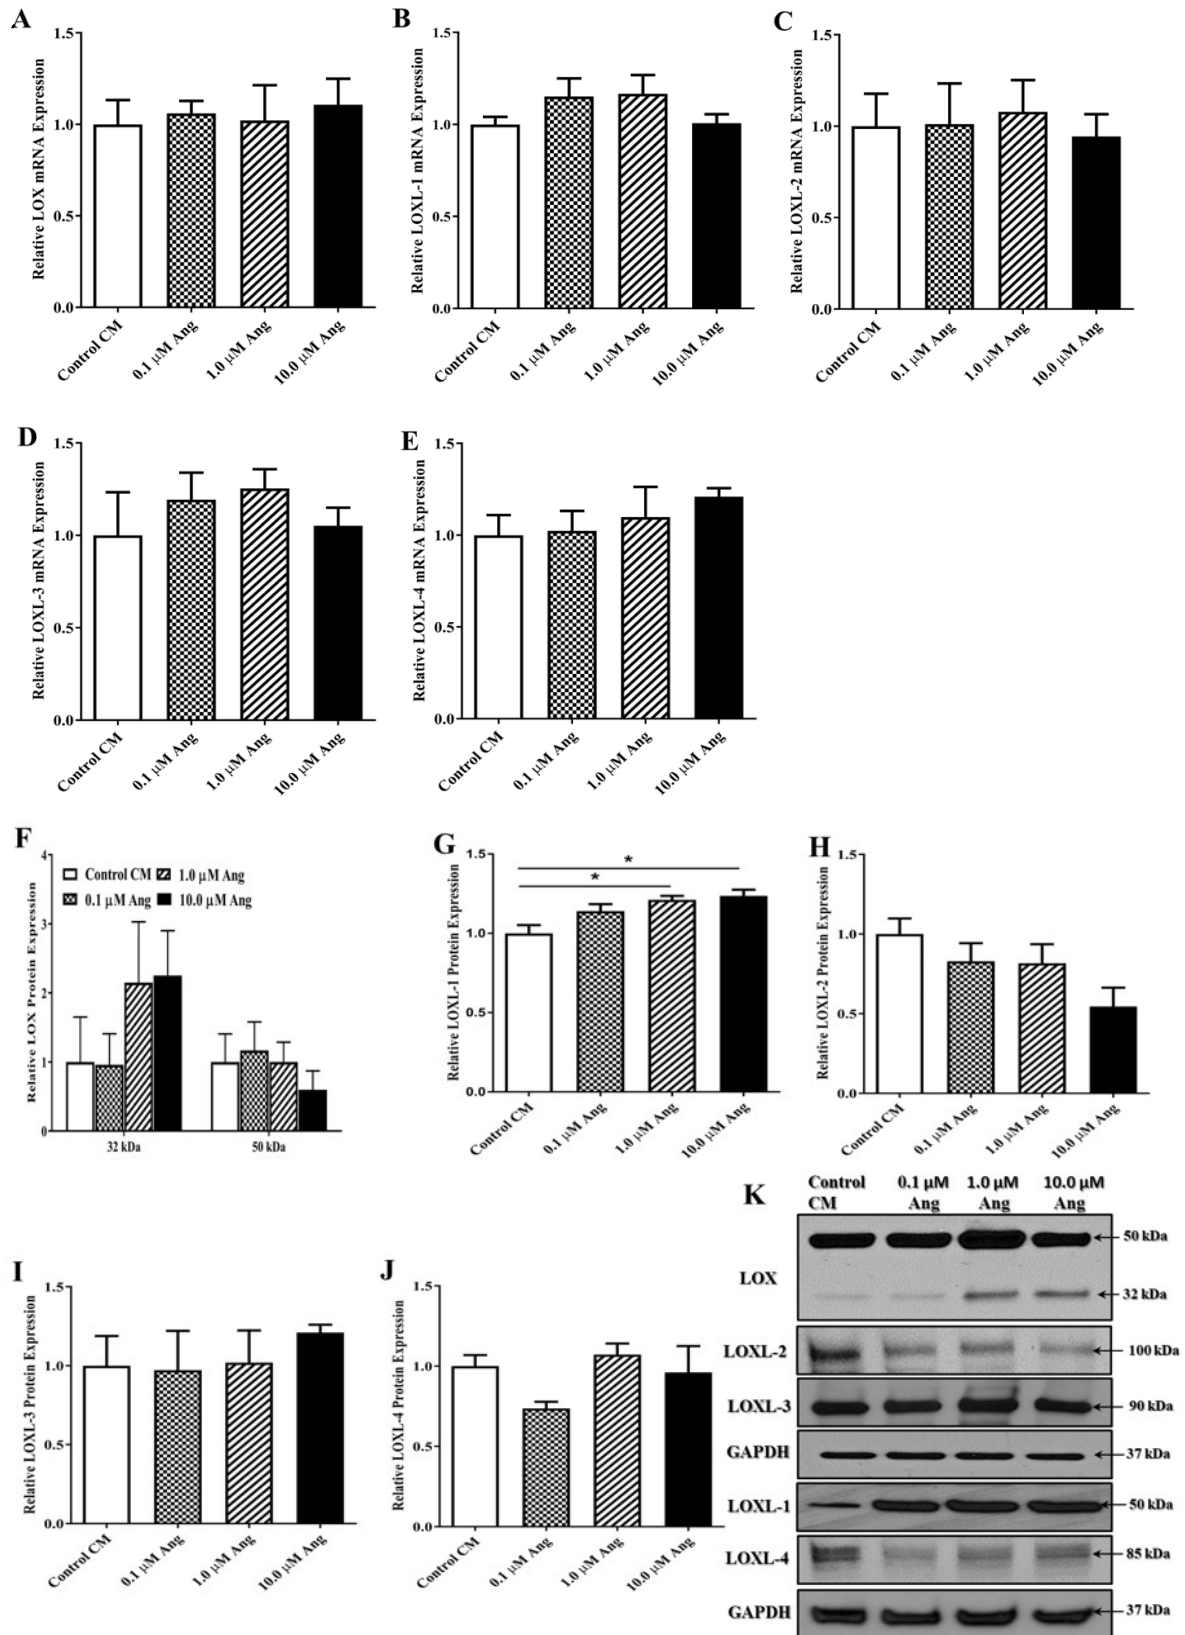 A
Relative LOX mRNA Expression
1.5
1.0
0.5
0.0
Control CM
0.1 μM Ang
1.0 μM Ang
10.0 μM Ang
B
Relative LOXL-1 mRNA Expression
1.5
1.0
0.5
0.0
Control CM
0.1 μM Ang
1.0 μM Ang
10.0 μM Ang
C
Relative LOXL-2 mRNA Expression
1.5
1.0
0.5
0.0
Control CM
0.1 μM Ang
1.0 μM Ang
10.0 μM Ang
D
Relative LOXL-3 mRNA Expression
1.5
1.0
0.5
0.0
Control CM
0.1 μM Ang
1.0 μM Ang
10.0 μM Ang
E
Relative LOXL-4 mRNA Expression
1.5
1.0
0.5
0.0
Control CM
0.1 μM Ang
1.0 μM Ang
10.0 μM Ang
F
Relative LOX Protein Expression
4
3
2
1
0
Control CM
1.0 μM Ang
0.1 μM Ang
10.0 μM Ang
32 kDa
50 kDa
G
Relative LOXL-1 Protein Expression
1.5
1.0
0.5
0.0
*
*
Control CM
0.1 μM Ang
1.0 μM Ang
10.0 μM Ang
H
Relative LOXL-2 Protein Expression
1.5
1.0
0.5
0.0
Control CM
0.1 μM Ang
1.0 μM Ang
10.0 μM Ang
I
Relative LOXL-3 Protein Expression
1.5
1.0
0.5
0.0
Control CM
0.1 μM Ang
1.0 μM Ang
10.0 μM Ang
J
Relative LOXL-4 Protein Expression
1.5
1.0
0.5
0.0
Control CM
0.1 μM Ang
1.0 μM Ang
10.0 μM Ang
K
Control CM
0.1 μM Ang
1.0 μM Ang
10.0 μM Ang
LOX
50 kDa
32 kDa
LOXL-2
100 kDa
LOXL-3
90 kDa
GAPDH
37 kDa
LOXL-1
50 kDa
LOXL-4
85 kDa
GAPDH
37 kDa